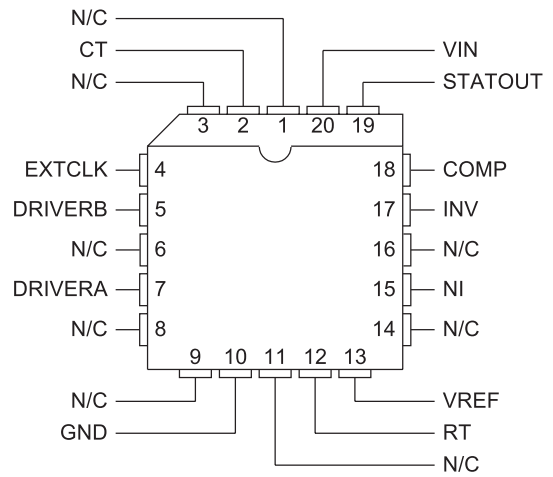 N/C
CT
N/C
VIN
STATOUT
3 2 1 20 19
EXTCLK 4 18 COMP
DRIVERB 5 17 INV
N/C 6 16 N/C
DRIVERA 7 15 NI
N/C 8 14 N/C
9 10 11 12 13
N/C
GND
VREF
RT
N/C